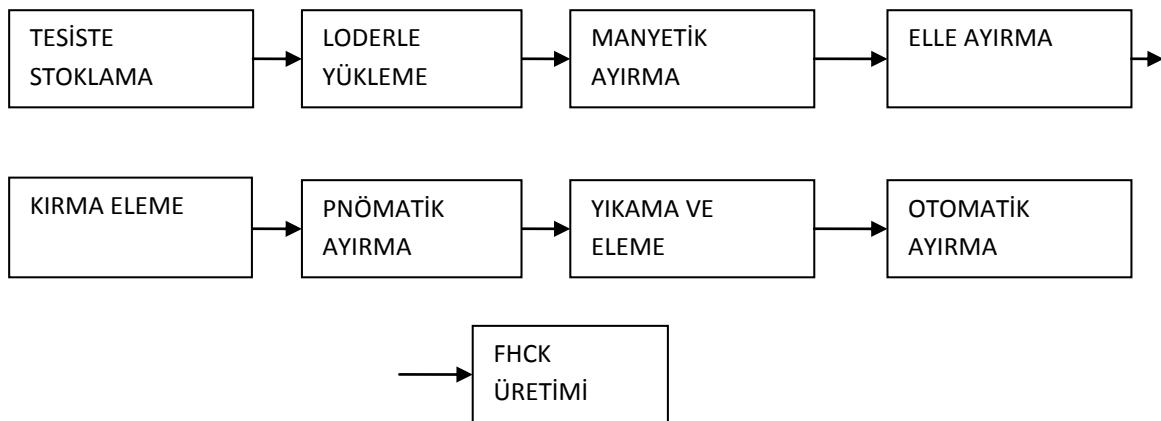 TESİSTE
STOKLAMA
LODERLE
YÜKLEME
MANYETİK
AYIRMA
ELLE AYIRMA
KIRMA ELEME
PNÖMATİK
AYIRMA
YIKAMA VE
ELEME
OTOMATİK
AYIRMA
FHCK
ÜRETİMİ